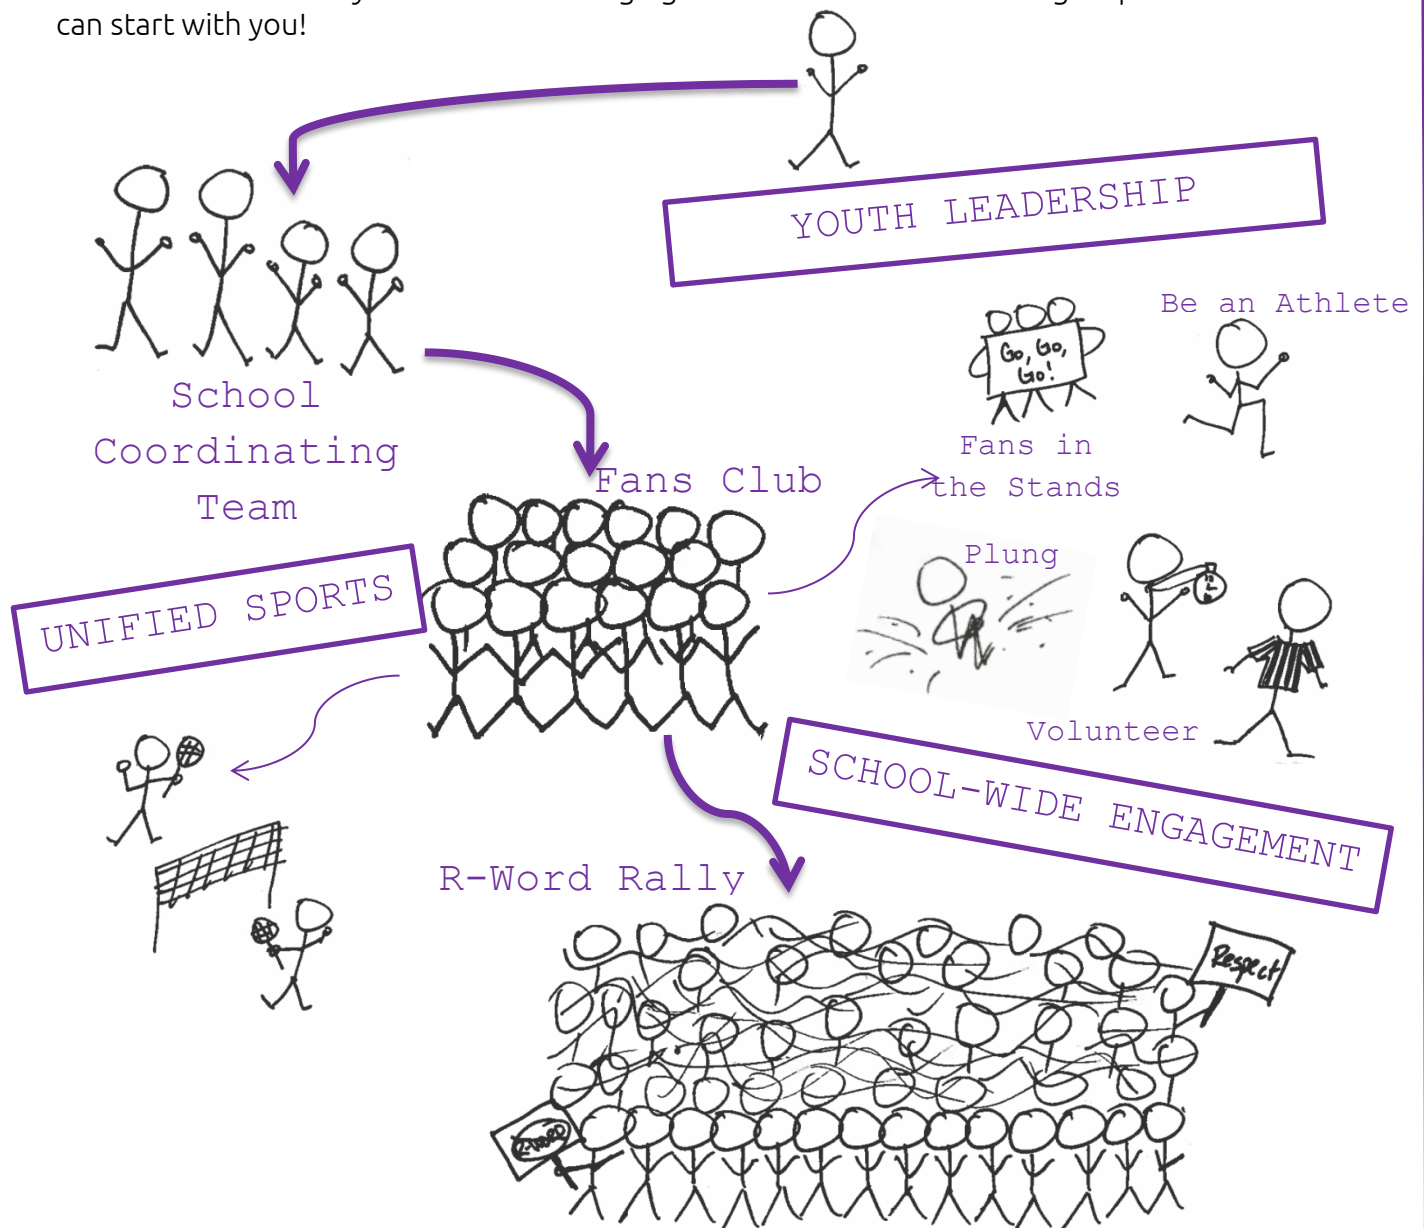 can start with you!
YOUTH LEADERSHIP
Be an Athlete
Go, Go,
Go!
School
Coordinating
Team
Fans in
the Stands
Fans Club
Plung
UNIFIED SPORTS
Volunteer
SCHOOL-WIDE ENGAGEMENT
R-Word Rally
Respect
R-WORD